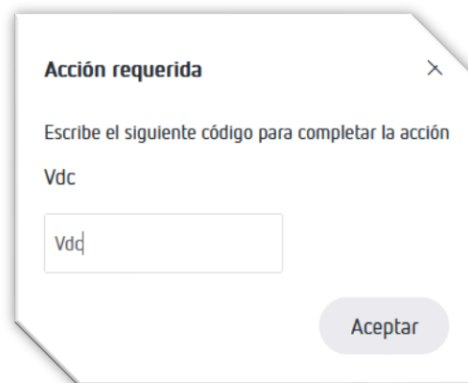 Acción requerida
Escribe el siguiente código para completar la acción
Vdc
Vdc
Aceptar